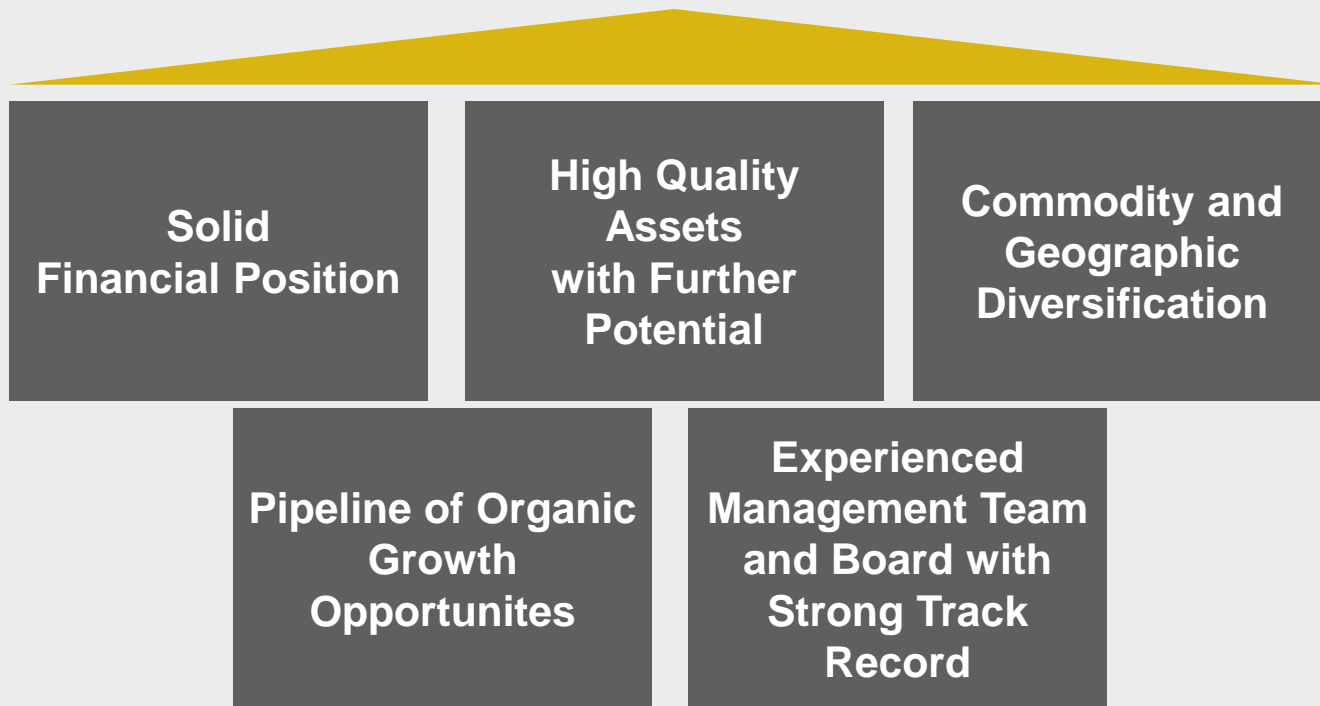 Solid
Financial Position
High Quality
Assets
with Further
Potential
Commodity and
Geographic
Diversification
Pipeline of Organic
Growth
Opportunites
Experienced
Management Team
and Board with
Strong Track
Record